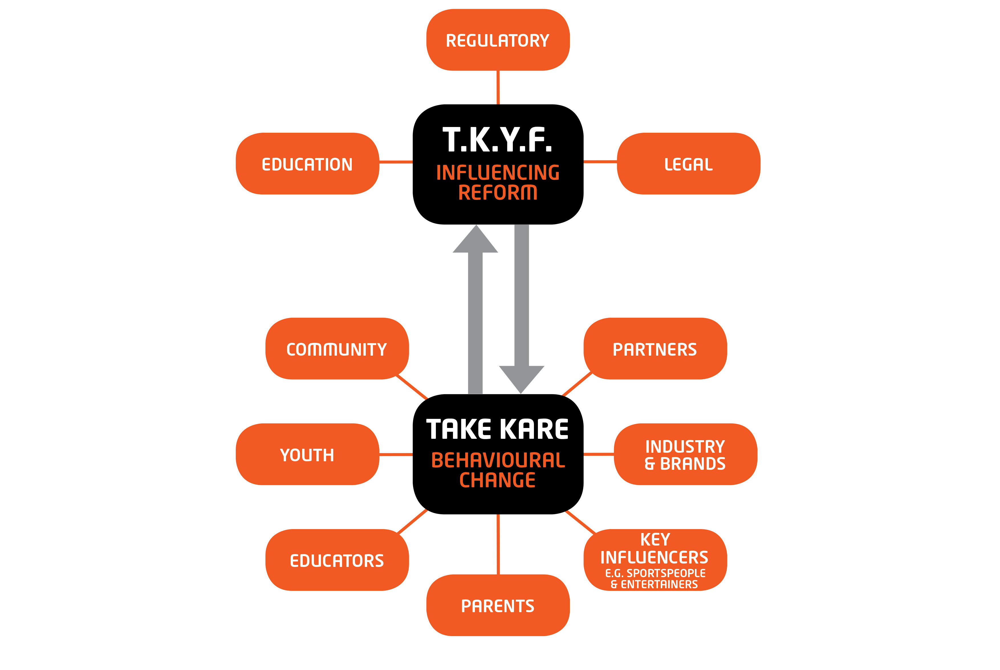 REGULATORY
T.K.Y.F.
INFLUENCING
REFORM
EDUCATION
LEGAL
COMMUNITY
PARTNERS
TAKE KARE
BEHAVIOURAL
CHANGE
YOUTH
INDUSTRY
& BRANDS
EDUCATORS
KEY
INFLUENCERS
E.G. SPORTSPEOPLE
& ENTERTAINERS
PARENTS